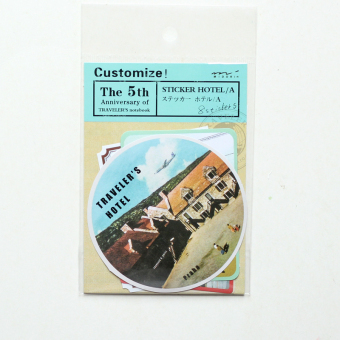 Customize!
MIDORI
The 5th
Anniversary of
TRAVELER'S notebook
STICKER HOTEL/A
ステッカー ホテル/A
TRAVELER'S
HOTEL